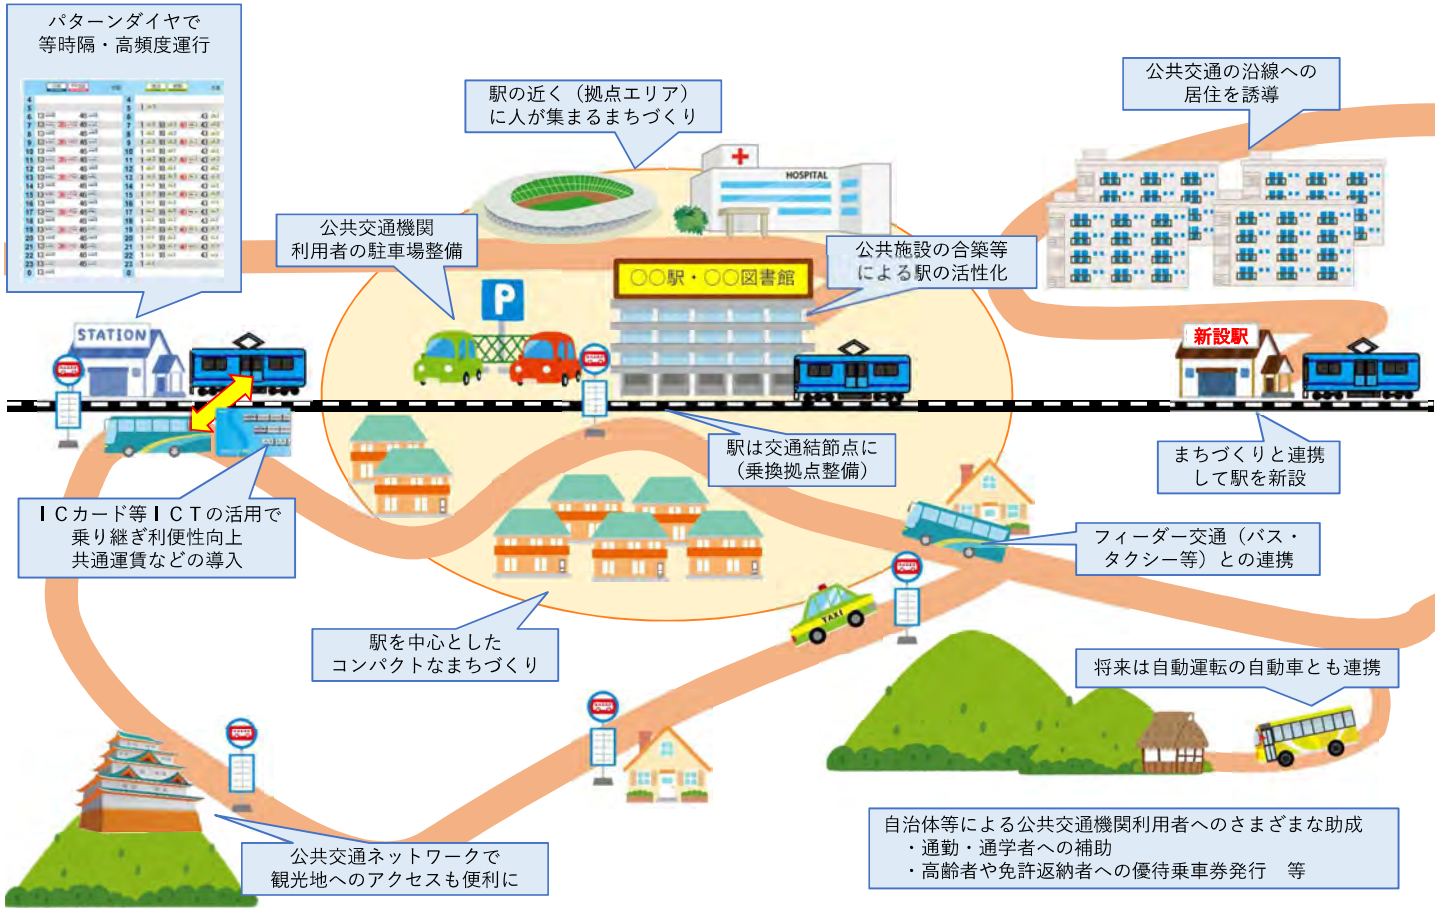 パターンダイヤで
等時隔・高頻度運行
駅の近く（拠点エリア）
に人が集まるまちづくり
公共交通の沿線への
居住を誘導
HOSPITAL
公共交通機関
利用者の駐車場整備
公共施設の合築等
による駅の活性化
○○駅・○○図書館
P
STATION
新設駅
駅は交通結節点に
（乗換拠点整備）
まちづくりと連携
して駅を新設
ＩＣカード等ＩＣＴの活用で
乗り継ぎ利便性向上
共通運賃などの導入
フィーダー交通（バス・
タクシー等）との連携
TAXI
駅を中心とした
コンパクトなまちづくり
将来は自動運転の自動車とも連携
公共交通ネットワークで
観光地へのアクセスも便利に
自治体等による公共交通機関利用者へのさまざまな助成
・通勤・通学者への補助
・高齢者や免許返納者への優待乗車券発行　等